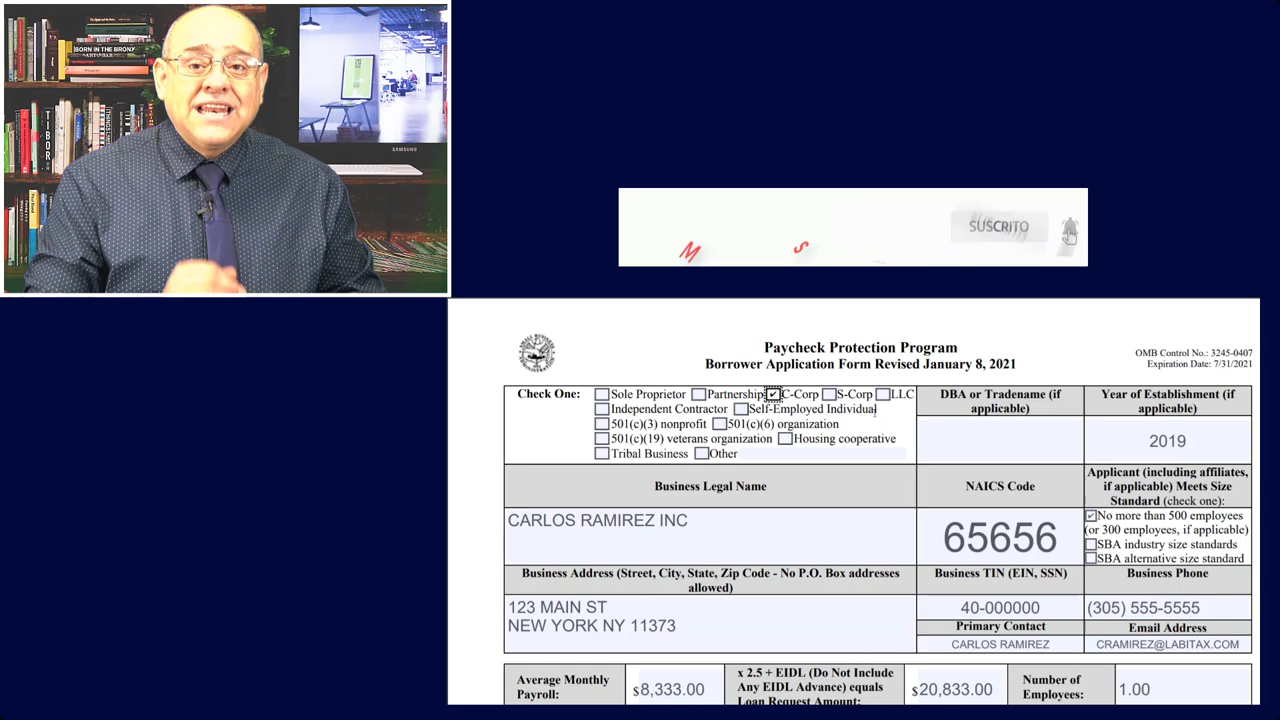 BORN IN THE BRONX
TIBOR
SAMSUNG
SUSCRITO
M S
Paycheck Protection Program
Borrower Application Form Revised January 8, 2021
OMB Control No.: 3245-0407
Expiration Date: 7/31/2021
Check One: Sole Proprietor Partnership ✔ C-Corp S-Corp LLC
Independent Contractor Self-Employed Individual
501(c)(3) nonprofit 501(c)(6) organization
501(c)(19) veterans organization Housing cooperative
Tribal Business Other
DBA or Tradename (if
applicable)
Year of Establishment (if
applicable)
2019
Business Legal Name
NAICS Code
Applicant (including affiliates,
if applicable) Meets Size
Standard (check one):
CARLOS RAMIREZ INC
65656
✔ No more than 500 employees
(or 300 employees, if applicable)
SBA industry size standards
SBA alternative size standard
Business Address (Street, City, State, Zip Code - No P.O. Box addresses
allowed)
Business TIN (EIN, SSN)
Business Phone
123 MAIN ST
NEW YORK NY 11373
40-000000
(305) 555-5555
Primary Contact
Email Address
CARLOS RAMIREZ
CRAMIREZ@LABITAX.COM
Average Monthly
Payroll:
$8,333.00
x 2.5 + EIDL (Do Not Include
Any EIDL Advance) equals
Loan Request Amount:
$20,833.00
Number of
Employees:
1.00